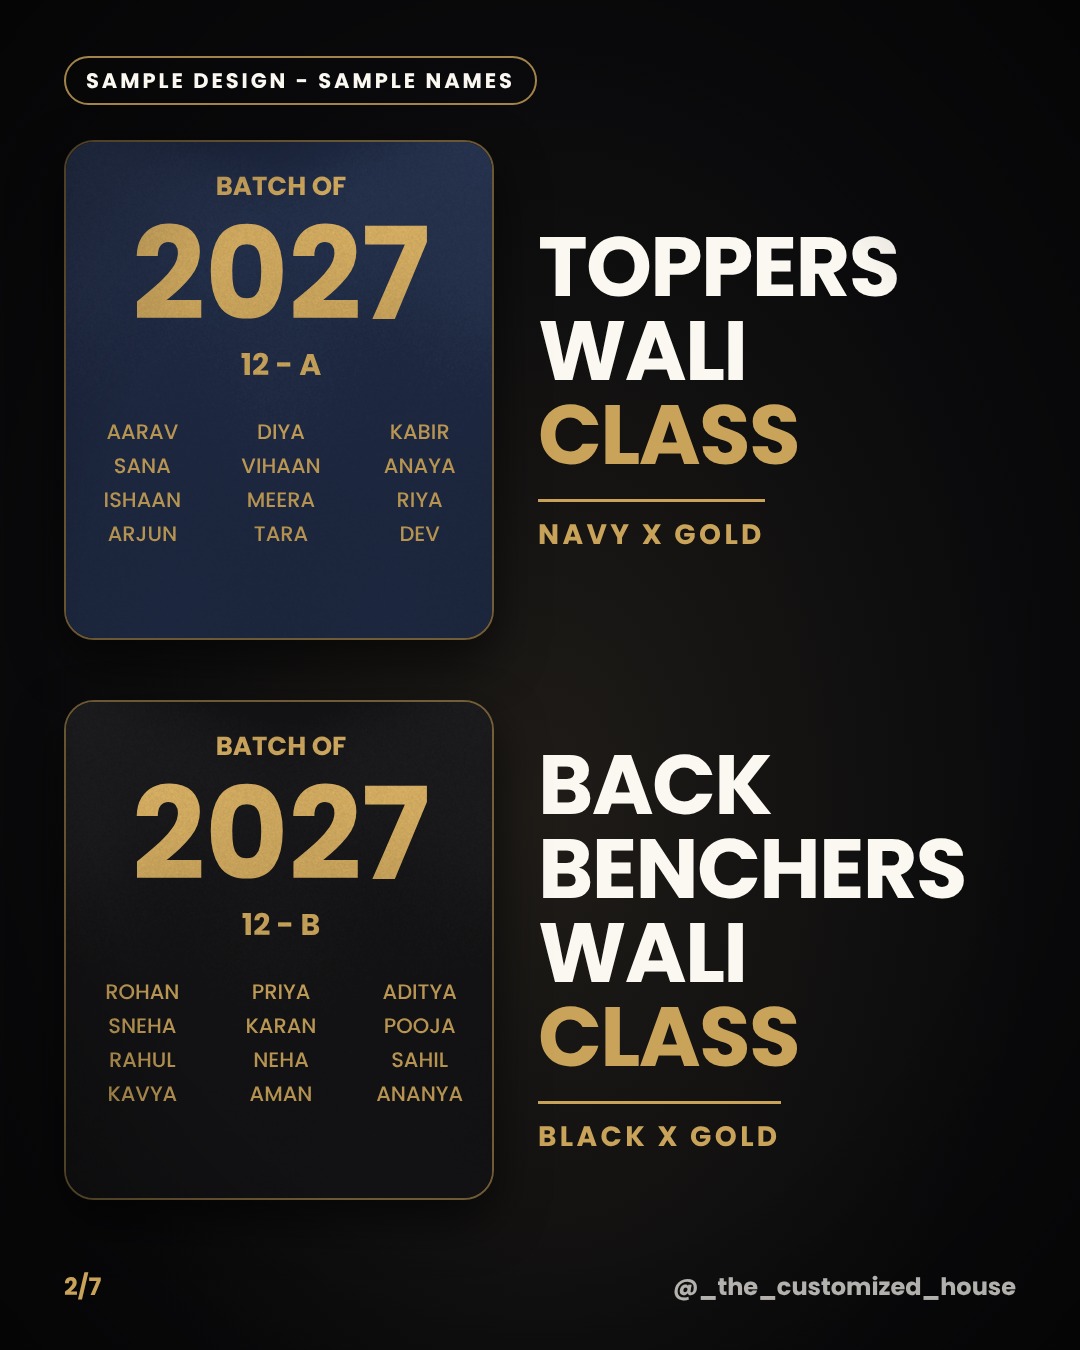 SAMPLE DESIGN - SAMPLE NAMES
BATCH OF
2027
12 - A
AARAV DIYA KABIR
SANA VIHAAN ANAYA
ISHAAN MEERA RIYA
ARJUN TARA DEV
TOPPERS
WALI
CLASS
NAVY X GOLD
BATCH OF
2027
12 - B
ROHAN PRIYA ADITYA
SNEHA KARAN POOJA
RAHUL NEHA SAHIL
KAVYA AMAN ANANYA
BACK
BENCHERS
WALI
CLASS
BLACK X GOLD
2/7
@_the_customized_house